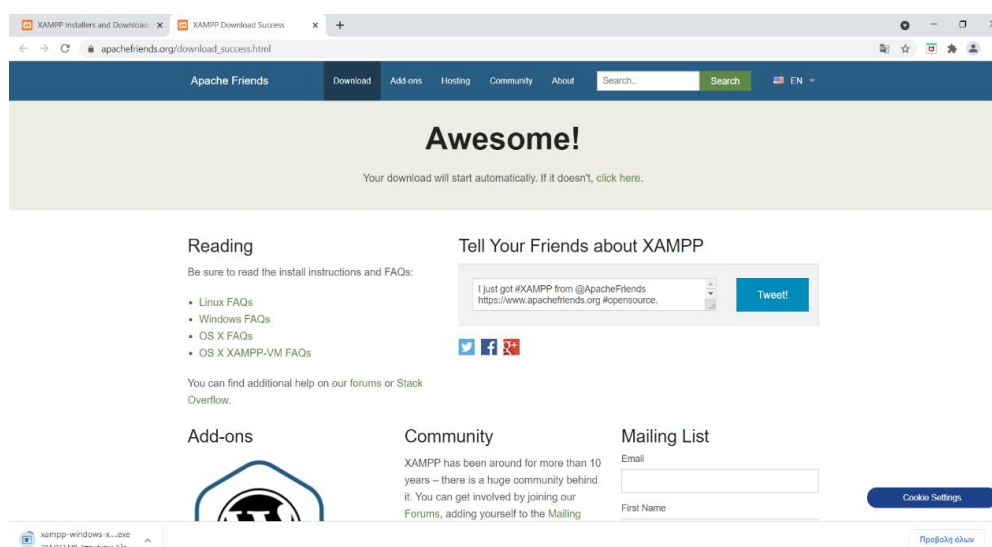 XAMPP Installers and Downloads
XAMPP Download Success
apachefriends.org/download_success.html
Apache Friends
Download
Add-ons
Hosting
Community
About
Search..
Search
EN
Awesome!
Your download will start automatically. If it doesn't, click here.
Reading
Be sure to read the install instructions and FAQs:
Linux FAQs
Windows FAQs
OS X FAQs
OS X XAMPP-VM FAQs
You can find additional help on our forums or Stack
Overflow.
Tell Your Friends about XAMPP
I just got #XAMPP from @ApacheFriends
https://www.apachefriends.org #opensource.
Tweet!
Add-ons
Community
XAMPP has been around for more than 10
years – there is a huge community behind
it. You can get involved by joining our
Forums, adding yourself to the Mailing
Mailing List
Email
First Name
Cookie Settings
xampp-windows-x....exe
Προβολή όλων